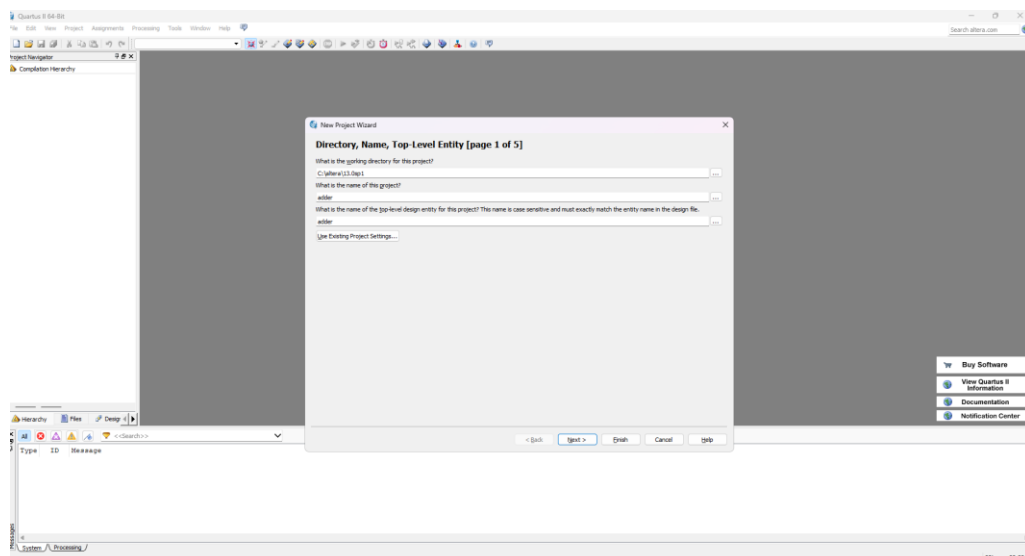 Quartus II 64-Bit
File Edit View Project Assignments Processing Tools Window Help
Search altera.com
Project Navigator
Compilation Hierarchy
New Project Wizard
Directory, Name, Top-Level Entity [page 1 of 5]
What is the working directory for this project?
C:\altera\13.0sp1
...
What is the name of this project?
adder
...
What is the name of the top-level design entity for this project? This name is case sensitive and must exactly match the entity name in the design file.
adder
...
Use Existing Project Settings...
Buy Software
View Quartus II
Information
Documentation
Notification Center
Hierarchy Files Design
< Back Next > Finish Cancel Help
All <<Search>>
Type ID Message
Messages
System Processing